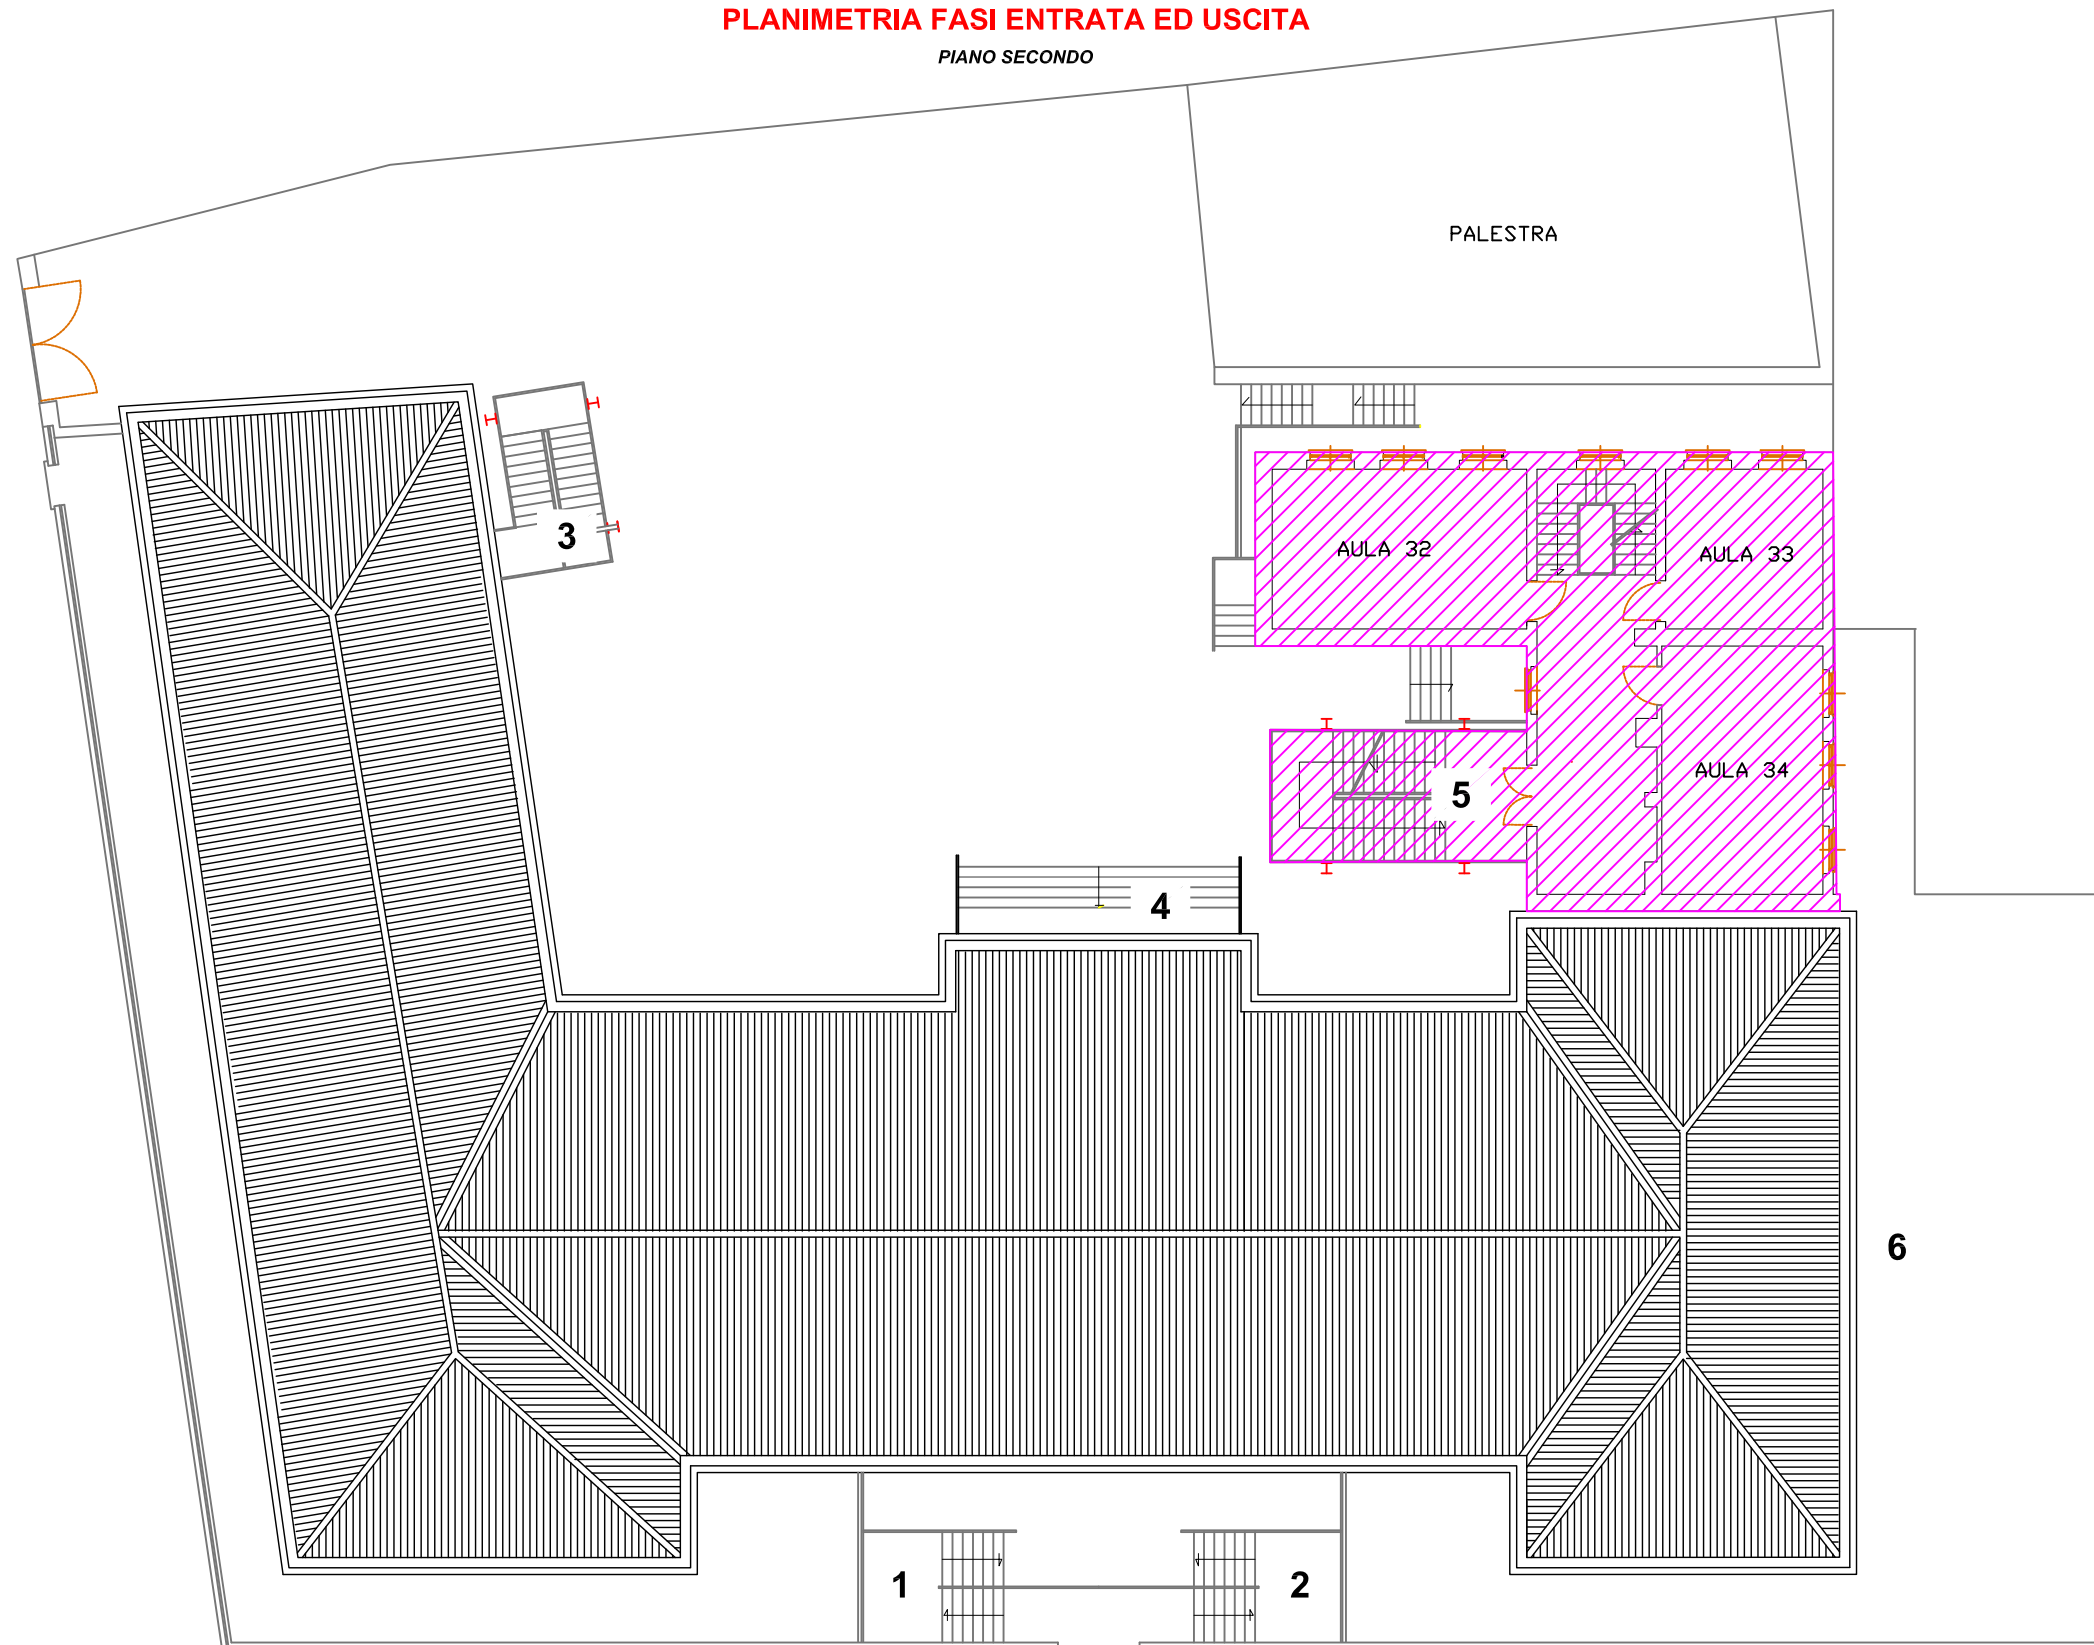 PLANIMETRIA FASI ENTRATA ED USCITA
PIANO SECONDO
PALESTRA
3
AULA 32
AULA 33
AULA 34
5
4
6
1
2